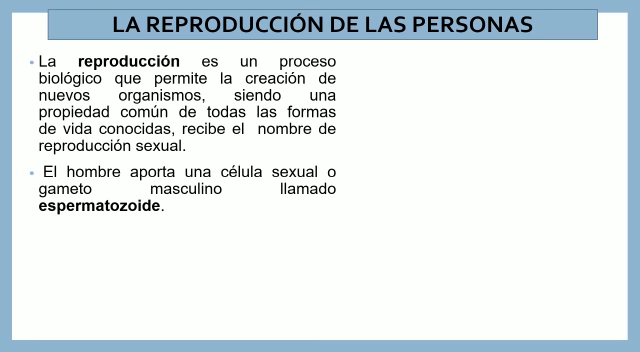 LA REPRODUCCIÓN DE LAS PERSONAS
• La reproducción es un proceso
biológico que permite la creación de
nuevos organismos, siendo una
propiedad común de todas las formas
de vida conocidas, recibe el nombre de
reproducción sexual.
• El hombre aporta una célula sexual o
gameto masculino llamado
espermatozoide.